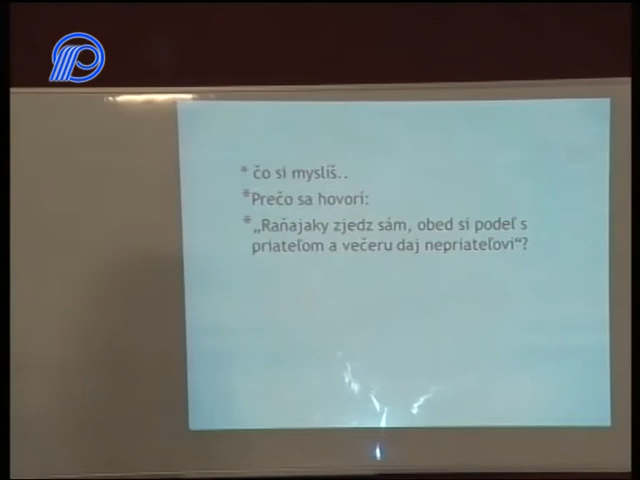 * čo si myslíš..
*Prečo sa hovorí:
*„Raňajaky zjedz sám, obed si podeľ s
priateľom a večeru daj nepriateľovi“?